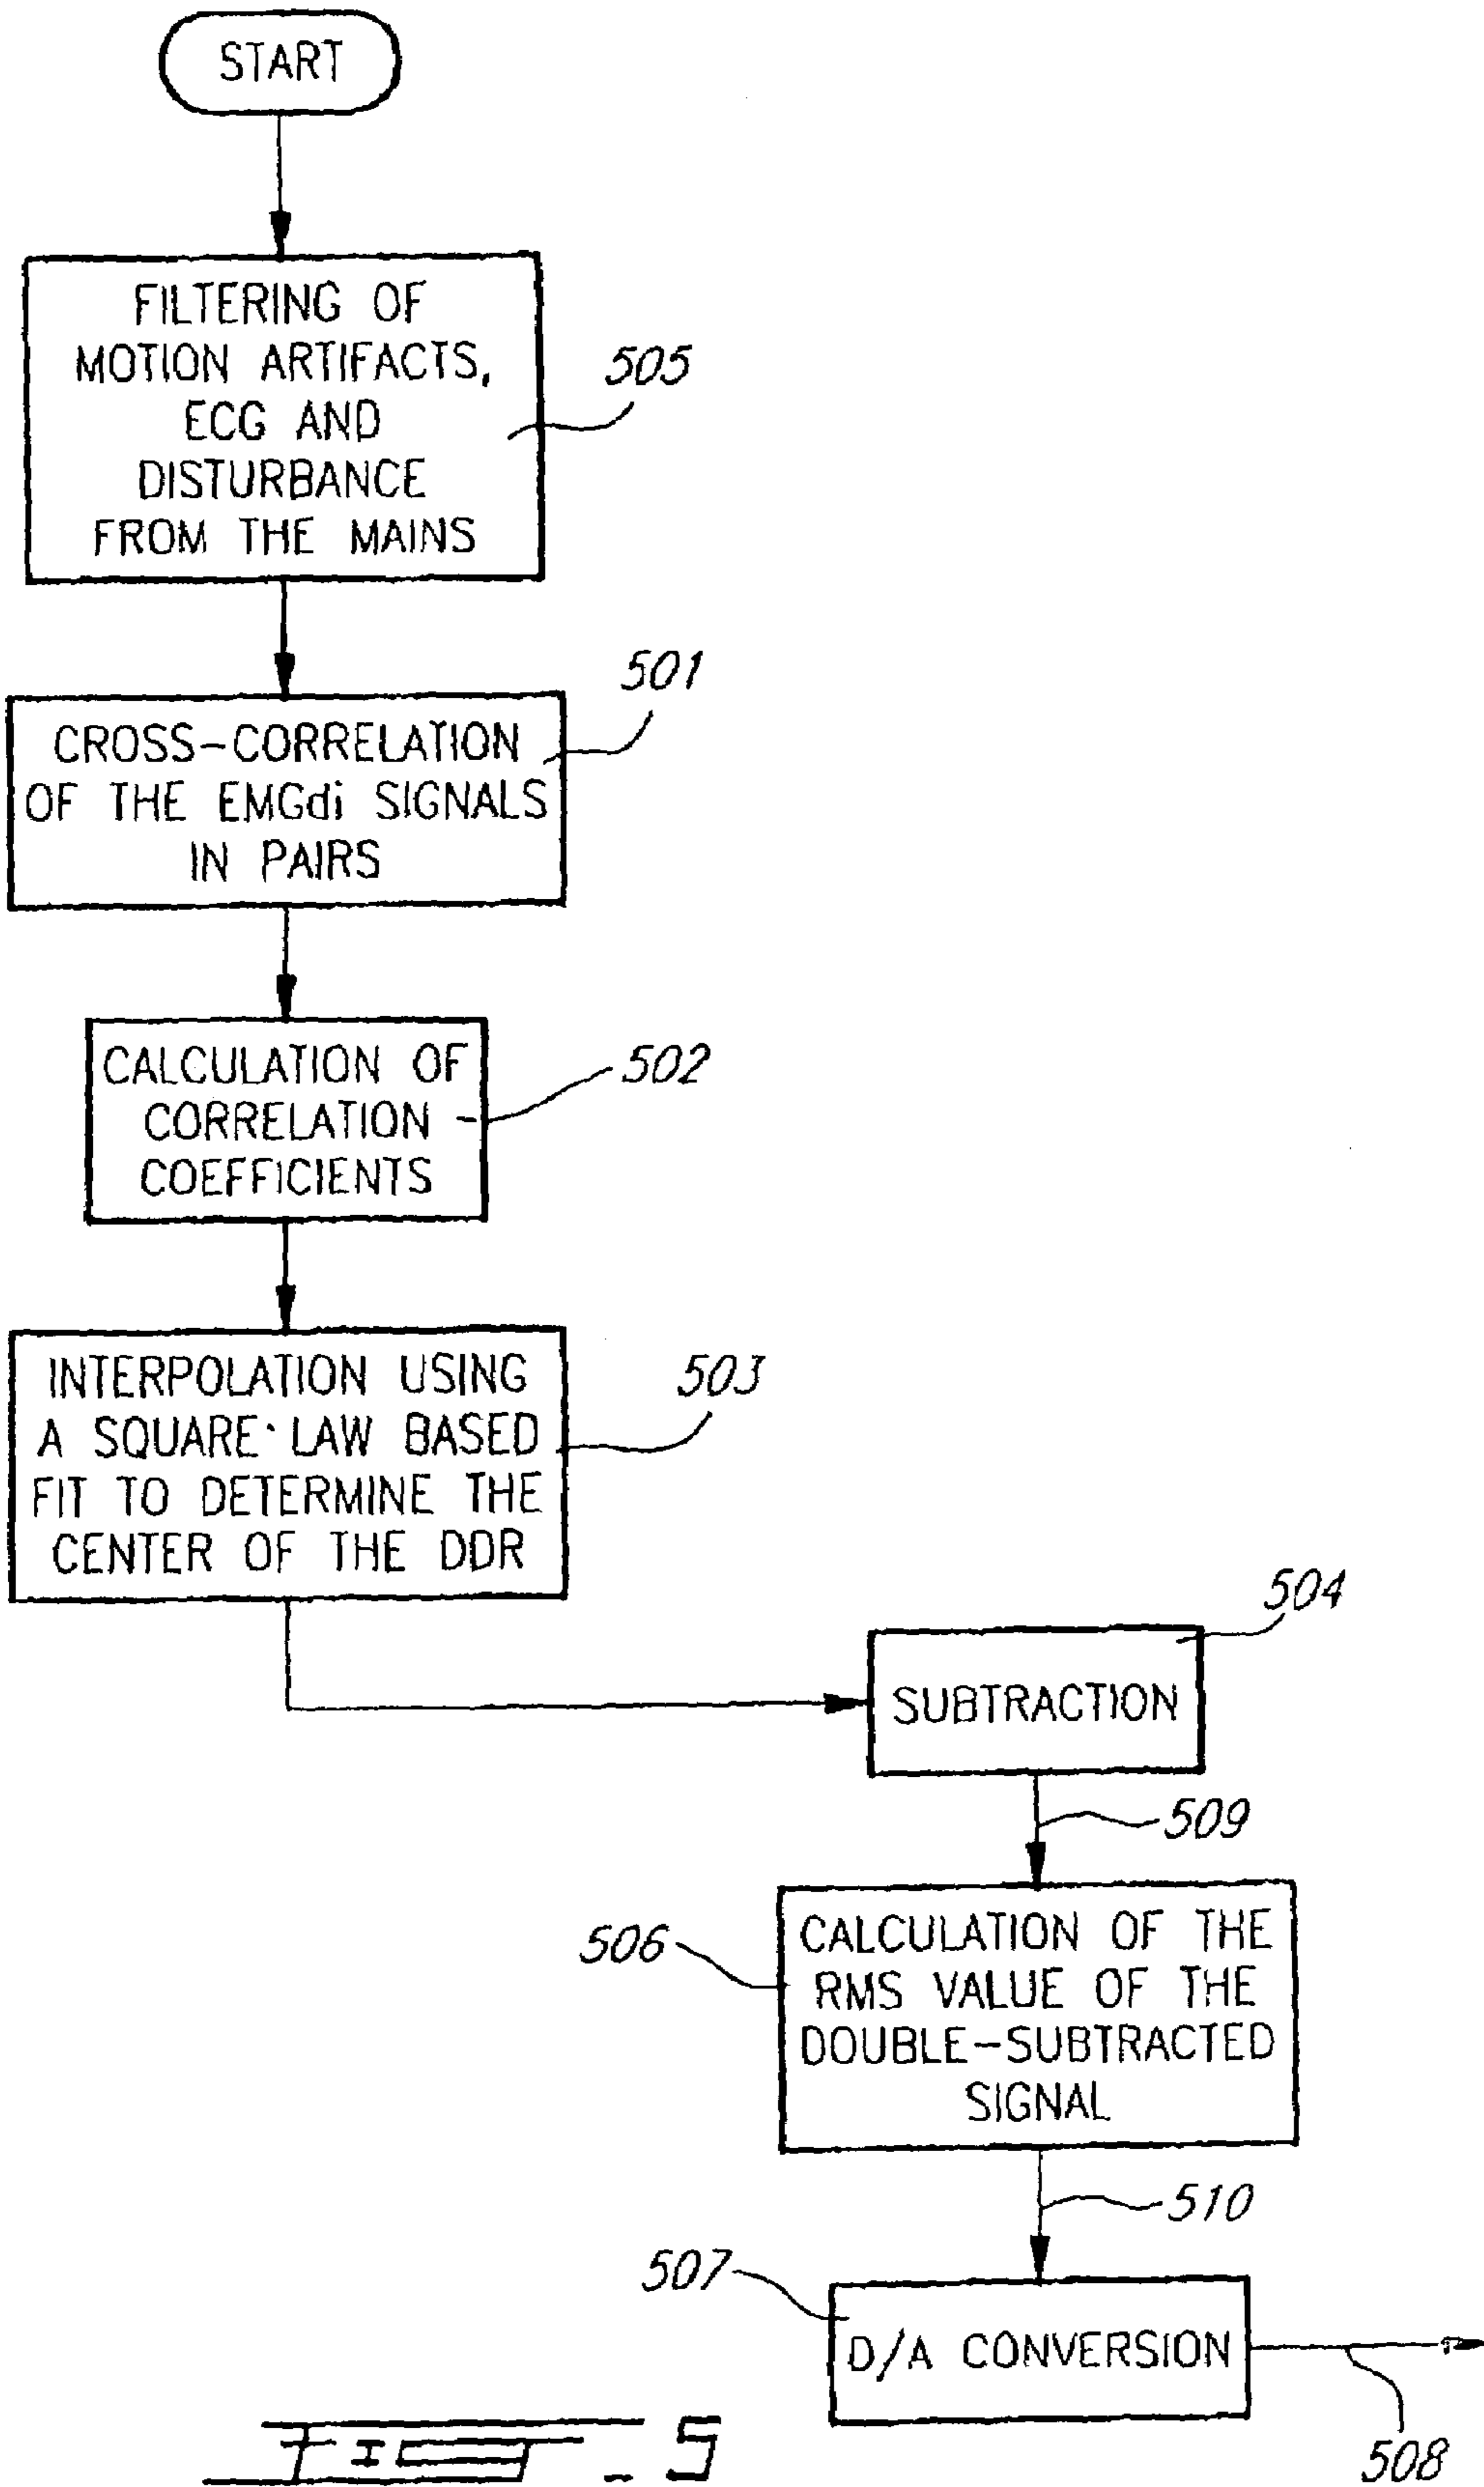 START
FILTERING OF
MOTION ARTIFACTS,
ECG AND
DISTURBANCE
FROM THE MAINS
505
501
CROSS-CORRELATION
OF THE EMGdi SIGNALS
IN PAIRS
CALCULATION OF
CORRELATION
COEFFICIENTS
502
INTERPOLATION USING
A SQUARE LAW BASED
FIT TO DETERMINE THE
CENTER OF THE DDR
503
504
SUBTRACTION
509
506
CALCULATION OF THE
RMS VALUE OF THE
DOUBLE-SUBTRACTED
SIGNAL
510
507
D/A CONVERSION
508
FIG_5